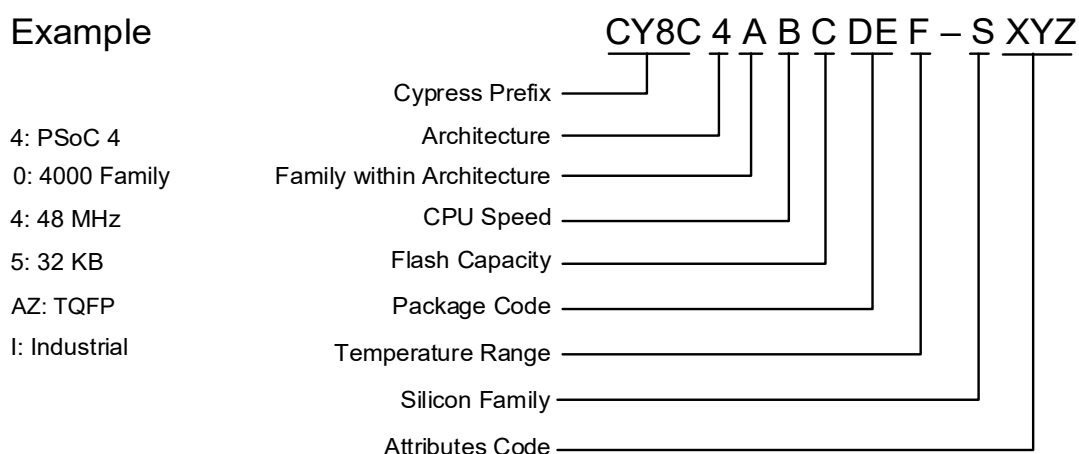 Example CY8C 4 A B C DE F – S XYZ
Cypress Prefix
4: PSoC 4 Architecture
0: 4000 Family Family within Architecture
4: 48 MHz CPU Speed
5: 32 KB Flash Capacity
AZ: TQFP Package Code
I: Industrial Temperature Range
Silicon Family
Attributes Code